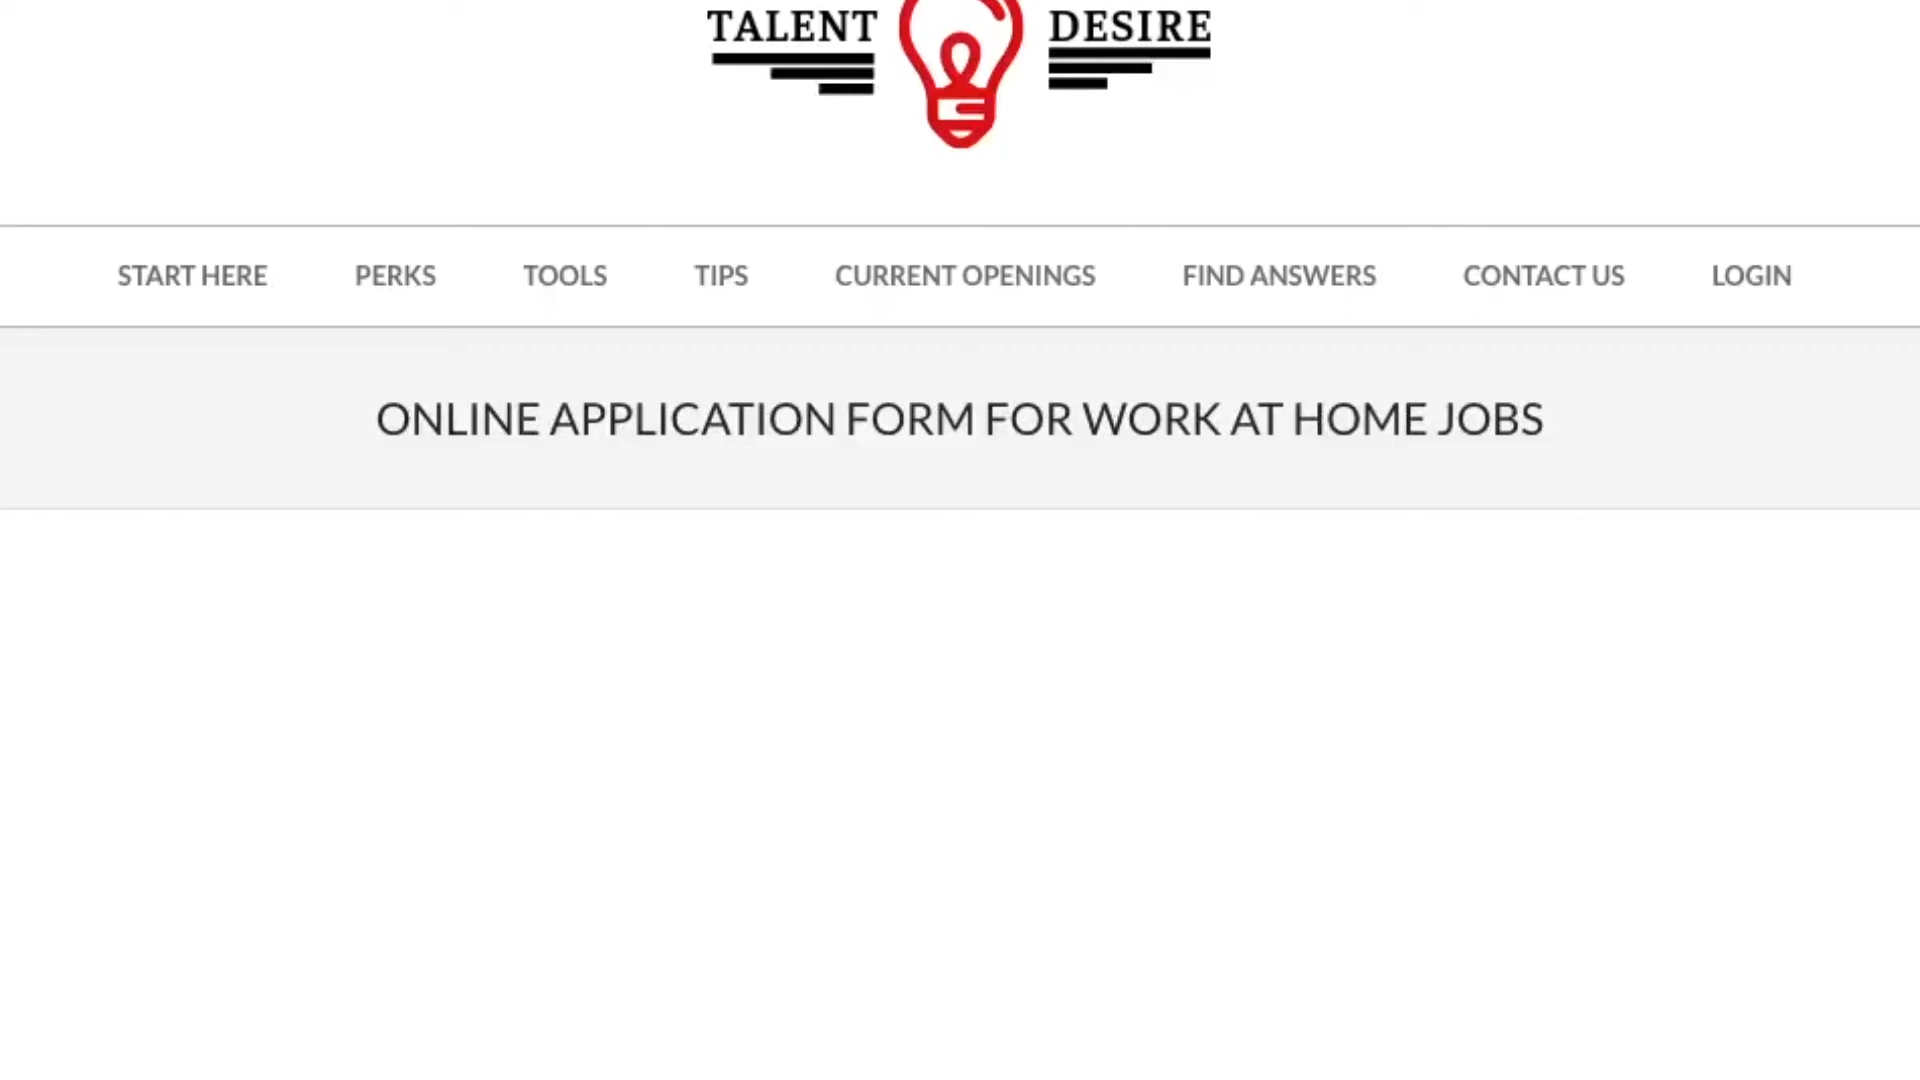 TALENT DESIRE
START HERE PERKS TOOLS TIPS CURRENT OPENINGS FIND ANSWERS CONTACT US LOGIN
ONLINE APPLICATION FORM FOR WORK AT HOME JOBS